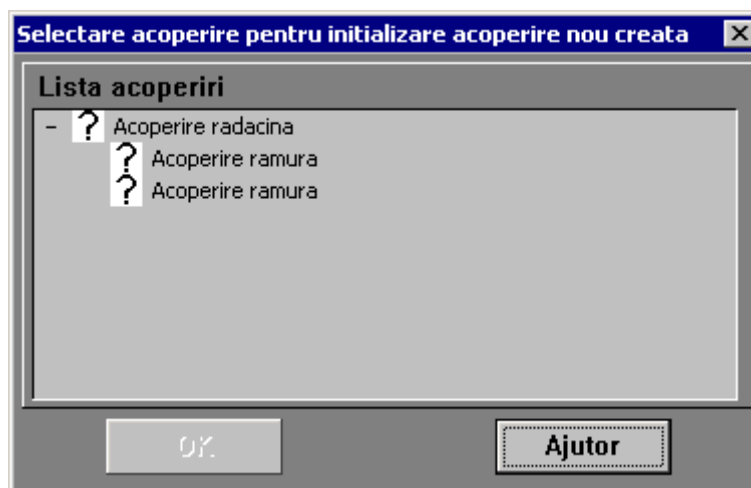 Selectare acoperire pentru initializare acoperire nou creata
Lista acoperiri
– ? Acoperire radacina
? Acoperire ramura
? Acoperire ramura
OK Ajutor